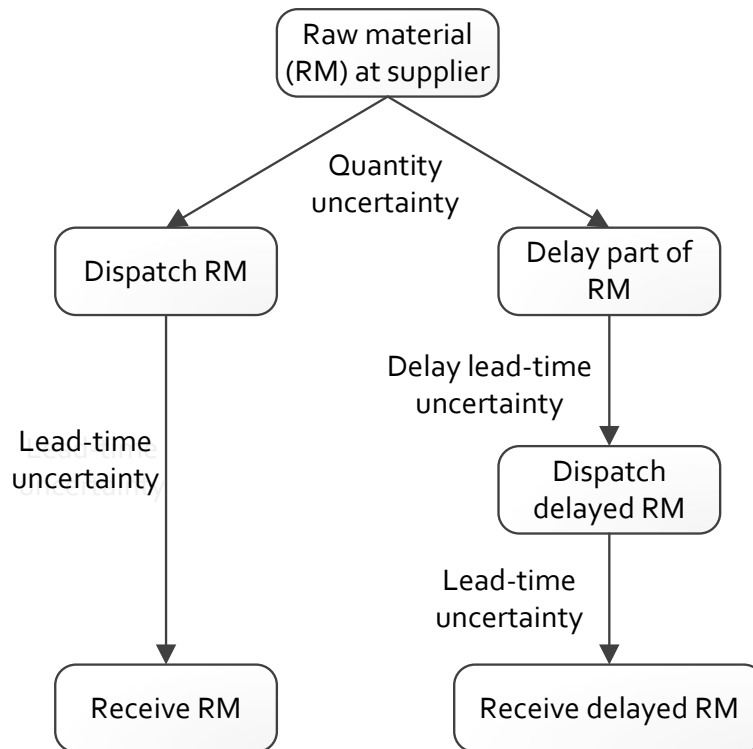 Raw material
(RM) at supplier
Quantity
uncertainty
Dispatch RM
Delay part of
RM
Delay lead-time
uncertainty
Lead-time
uncertainty
Dispatch
delayed RM
Lead-time
uncertainty
Receive RM
Receive delayed RM